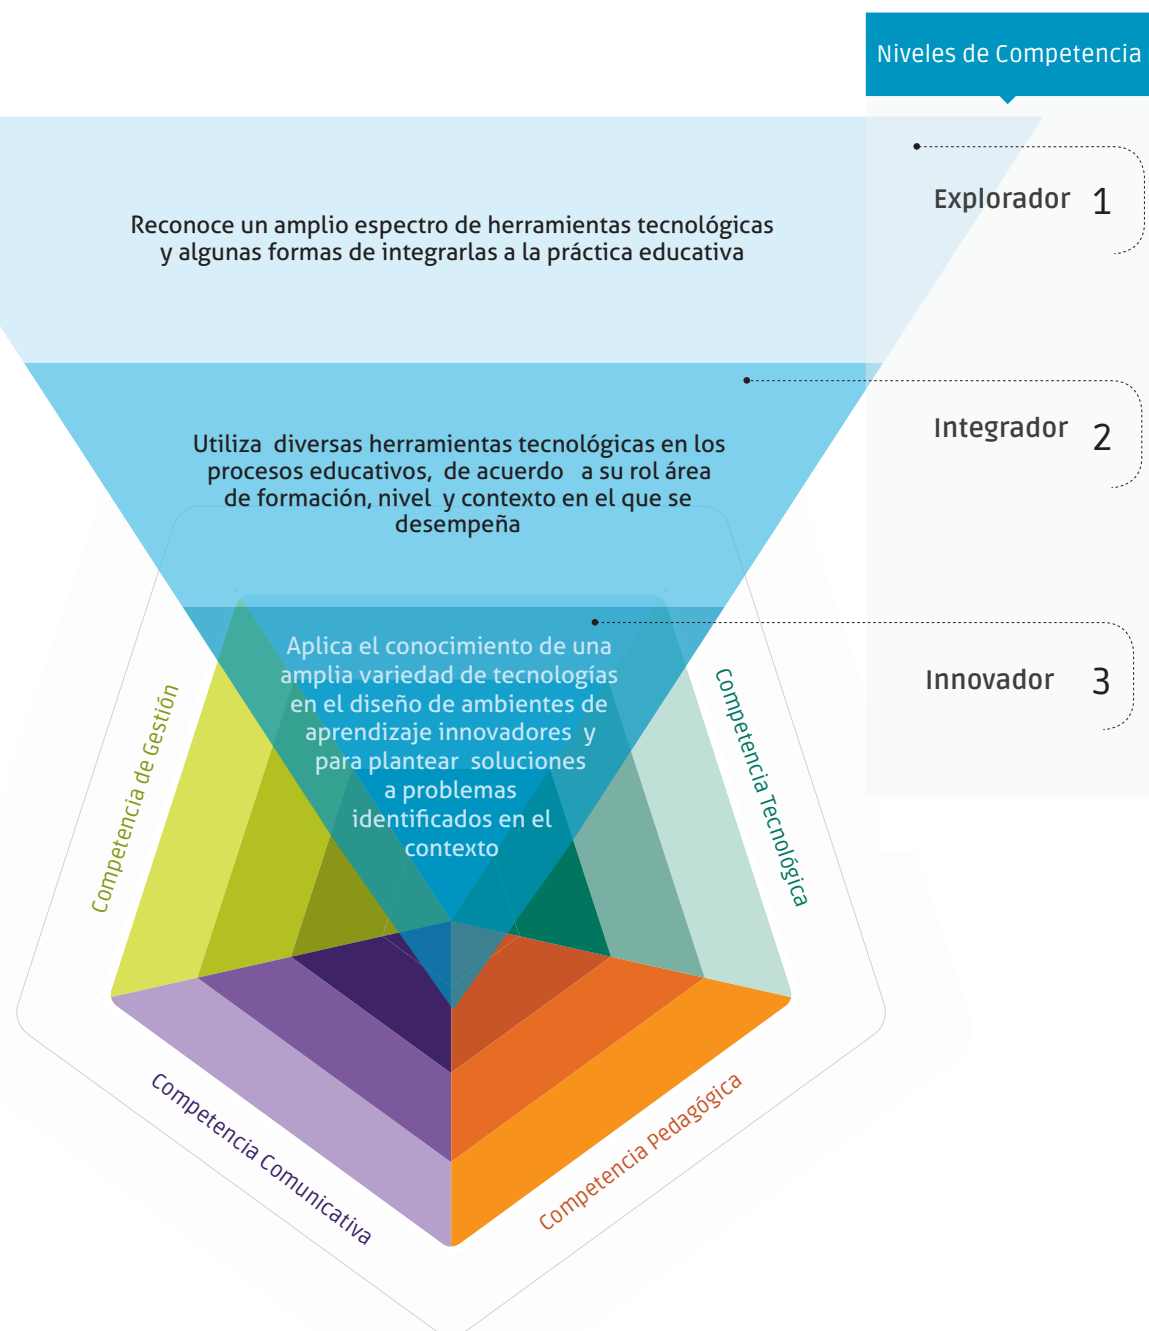 Niveles de Competencia
Explorador 1
Reconoce un amplio espectro de herramientas tecnológicas
y algunas formas de integrarlas a la práctica educativa
Integrador 2
Utiliza diversas herramientas tecnológicas en los
procesos educativos, de acuerdo a su rol área
de formación, nivel y contexto en el que se
desempeña
Innovador 3
Aplica el conocimiento de una
amplia variedad de tecnologías
en el diseño de ambientes de
aprendizaje innovadores y
para plantear soluciones
a problemas
identificados en el
contexto
Competencia de Gestión
Competencia Tecnológica
Competencia Comunicativa
Competencia Pedagógica